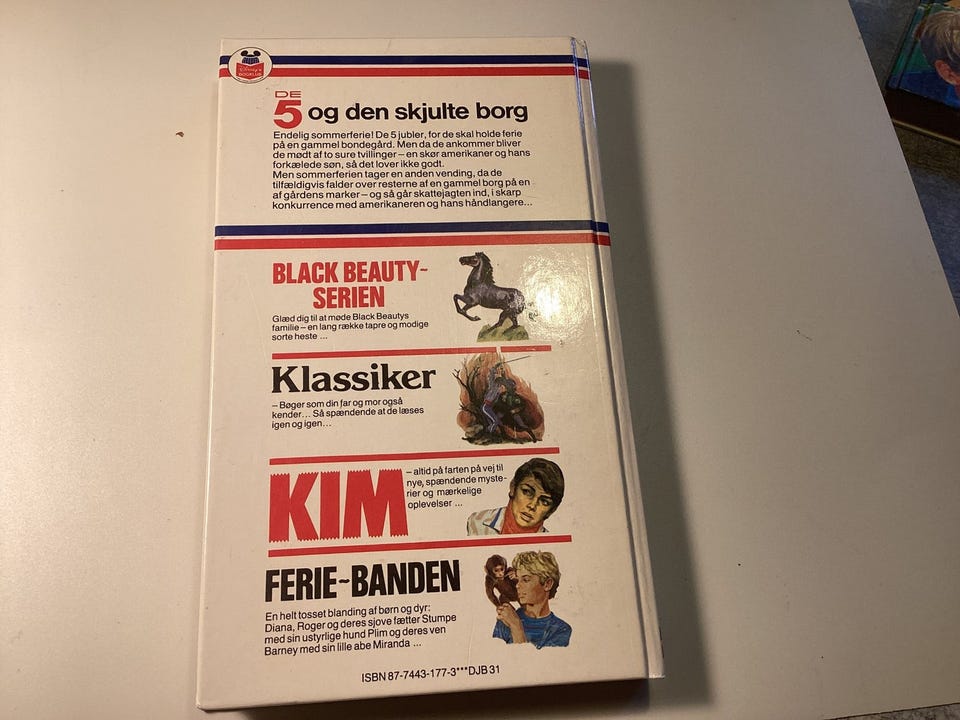 Disney's
BOGKLUB
DE
5 og den skjulte borg
Endelig sommerferie! De 5 jubler, for de skal holde ferie
på en gammel bondegård. Men da de ankommer bliver
de mødt af to sure tvillinger – en skør amerikaner og hans
forkælede søn, så det lover ikke godt.
Men sommerferien tager en anden vending, da de
tilfældigvis falder over resterne af en gammel borg på en
af gårdens marker – og så går skattejagten ind, i skarp
konkurrence med amerikaneren og hans håndlangere...
BLACK BEAUTY-
SERIEN
Glæd dig til at møde Black Beautys
familie – en lang række tapre og modige
sorte heste ...
Klassiker
– Bøger som din far og mor også
kender... Så spændende at de læses
igen og igen...
KIM
– altid på farten på vej til
nye, spændende myste-
rier og mærkelige
oplevelser ...
FERIE-BANDEN
En helt tosset blanding af børn og dyr:
Diana, Roger og deres sjove fætter Stumpe
med sin ustyrlige hund Plim og deres ven
Barney med sin lille abe Miranda ...
ISBN 87-7443-177-3***DJB 31